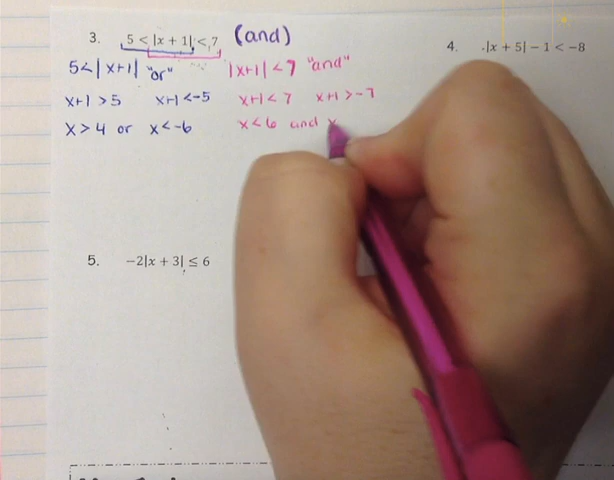 3. 5 < |x + 1| < 7 (and)
5 < |x+1| "or" |x+1| < 7 "and"
x+1 > 5 x+1 < -5 x+1 < 7 x+1 > -7
x > 4 or x < -6 x < 6 and x
4. |x + 5| − 1 < −8
5. −2|x + 3| ≤ 6